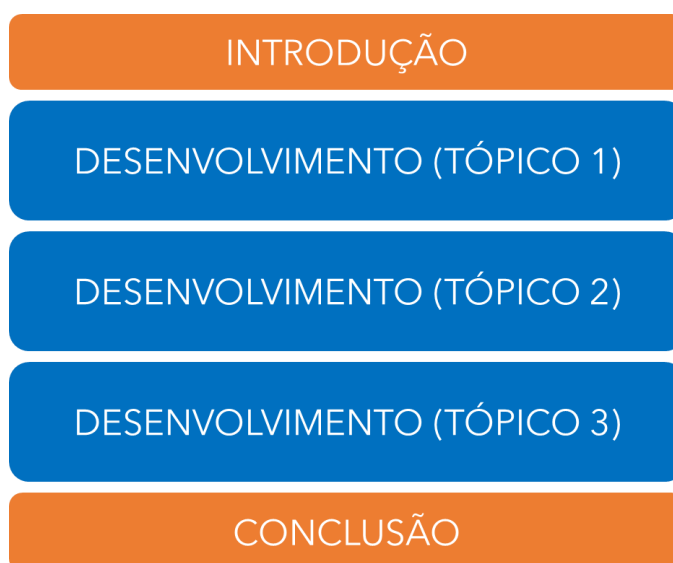 INTRODUÇÃO
DESENVOLVIMENTO (TÓPICO 1)
DESENVOLVIMENTO (TÓPICO 2)
DESENVOLVIMENTO (TÓPICO 3)
CONCLUSÃO